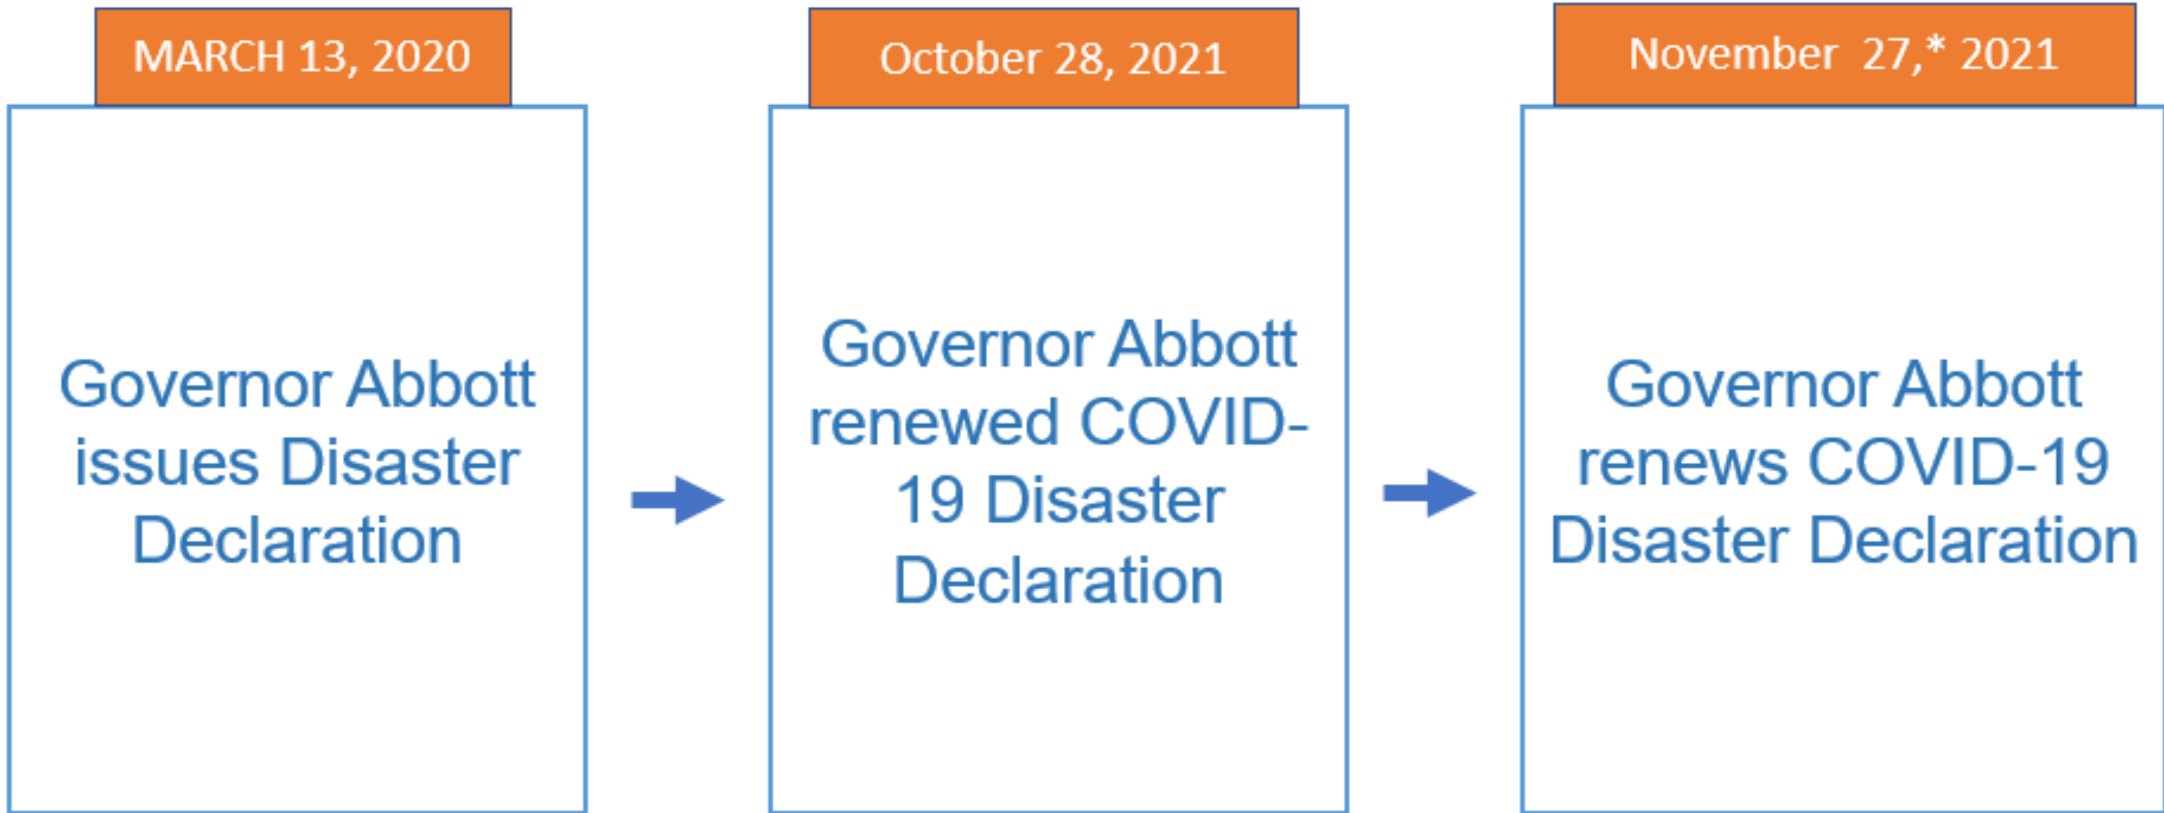 MARCH 13, 2020
Governor Abbott
issues Disaster
Declaration
October 28, 2021
Governor Abbott
renewed COVID-
19 Disaster
Declaration
November  27,* 2021
Governor Abbott
renews COVID-19
Disaster Declaration